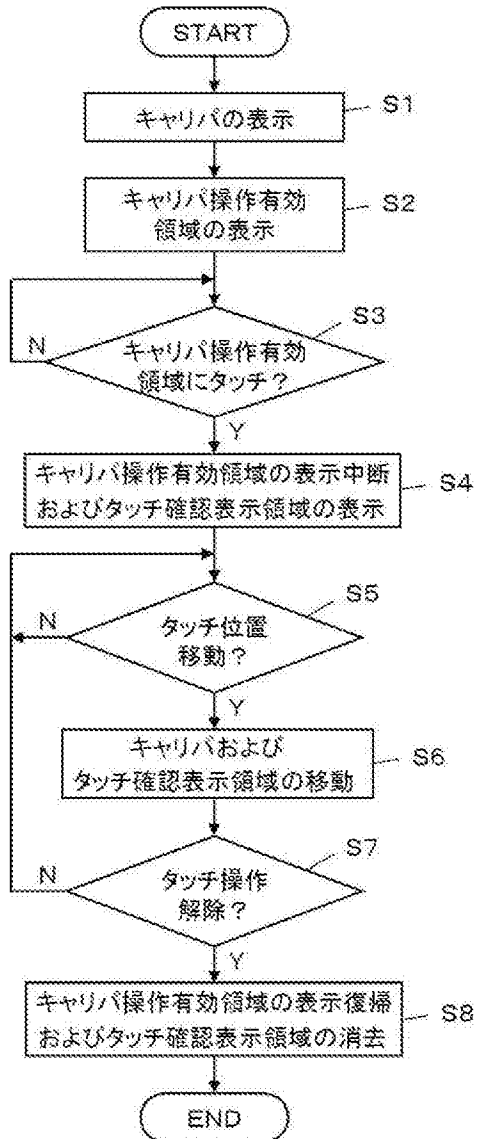 START
キャリパの表示
S1
キャリパ操作有効
領域の表示
S2
キャリパ操作有効
領域にタッチ？
S3
N
Y
キャリパ操作有効領域の表示中断
およびタッチ確認表示領域の表示
S4
タッチ位置
移動？
S5
N
Y
キャリパおよび
タッチ確認表示領域の移動
S6
タッチ操作
解除？
S7
N
Y
キャリパ操作有効領域の表示復帰
およびタッチ確認表示領域の消去
S8
END